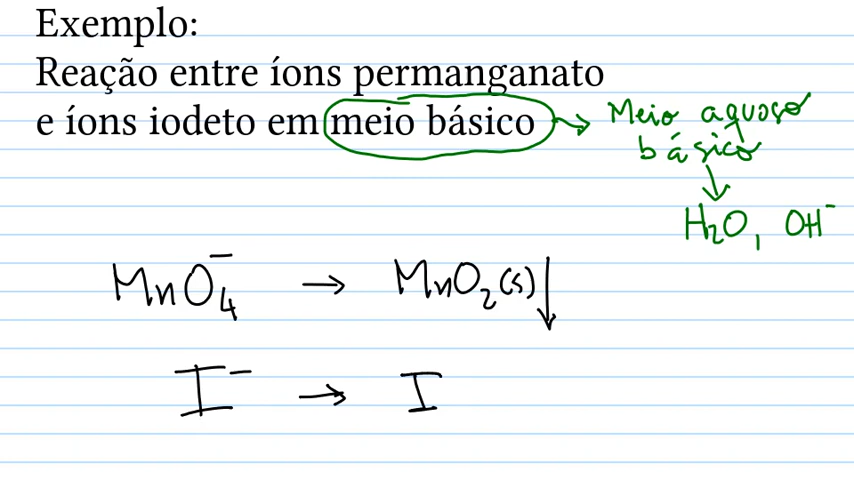 Exemplo:
Reação entre íons permanganato
e íons iodeto em meio básico → Meio aquoso
básico
↓
H₂O, OH⁻
MnO₄⁻ → MnO₂(s)↓
I⁻ → I